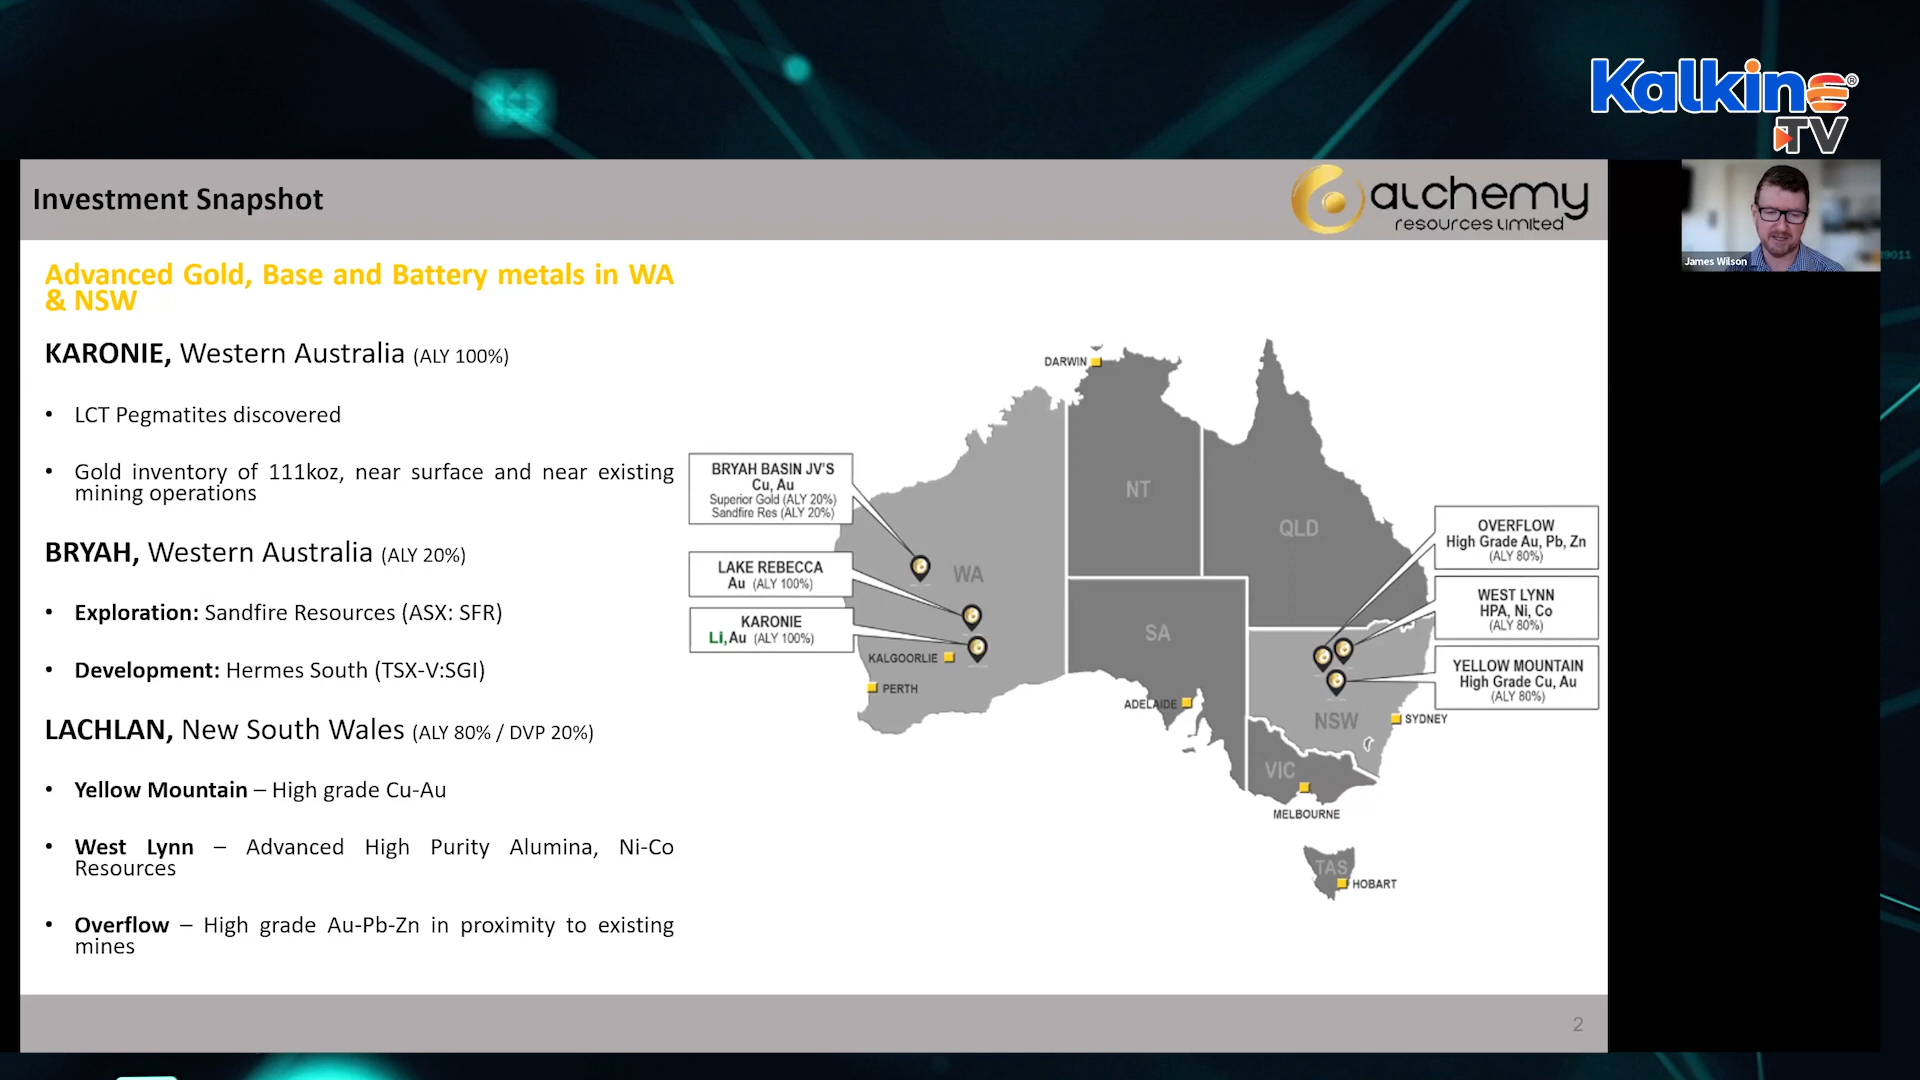 Kalkine®
TV
Investment Snapshot
alchemy
resources limited
James Wilson
Advanced Gold, Base and Battery metals in WA
& NSW
KARONIE, Western Australia (ALY 100%)
• LCT Pegmatites discovered
• Gold inventory of 111koz, near surface and near existing
mining operations
BRYAH, Western Australia (ALY 20%)
• Exploration: Sandfire Resources (ASX: SFR)
• Development: Hermes South (TSX-V:SGI)
LACHLAN, New South Wales (ALY 80% / DVP 20%)
• Yellow Mountain – High grade Cu-Au
• West Lynn – Advanced High Purity Alumina, Ni-Co
Resources
• Overflow – High grade Au-Pb-Zn in proximity to existing
mines
DARWIN
NT
QLD
WA
SA
NSW
VIC
TAS
BRYAH BASIN JV'S
Cu, Au
Superior Gold (ALY 20%)
Sandfire Res (ALY 20%)
LAKE REBECCA
Au (ALY 100%)
KARONIE
Li, Au (ALY 100%)
KALGOORLIE
PERTH
ADELAIDE
OVERFLOW
High Grade Au, Pb, Zn
(ALY 80%)
WEST LYNN
HPA, Ni, Co
(ALY 80%)
YELLOW MOUNTAIN
High Grade Cu, Au
(ALY 80%)
SYDNEY
MELBOURNE
HOBART
2